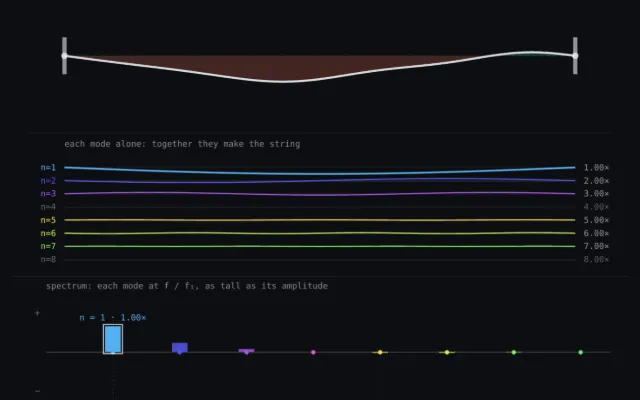 each mode alone: together they make the string
n=1 1.00×
n=2 2.00×
n=3 3.00×
n=4 4.00×
n=5 5.00×
n=6 6.00×
n=7 7.00×
n=8 8.00×
spectrum: each mode at f / f₁, as tall as its amplitude
+
n = 1 · 1.00×
−